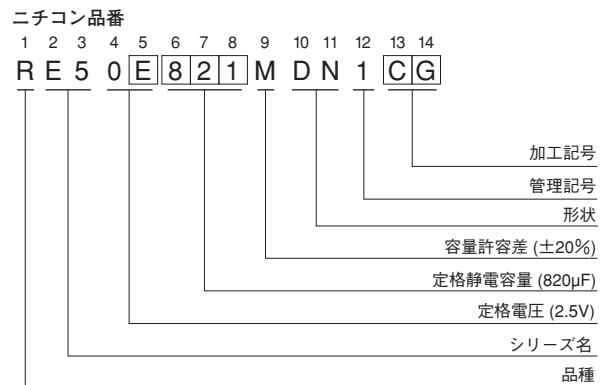 ニチコン品番
1 2 3 4 5 6 7 8 9 10 11 12 13 14
R E 5 0 E 8 2 1 M D N 1 C G
加工記号
管理記号
形状
容量許容差 (±20%)
定格静電容量 (820µF)
定格電圧 (2.5V)
シリーズ名
品種